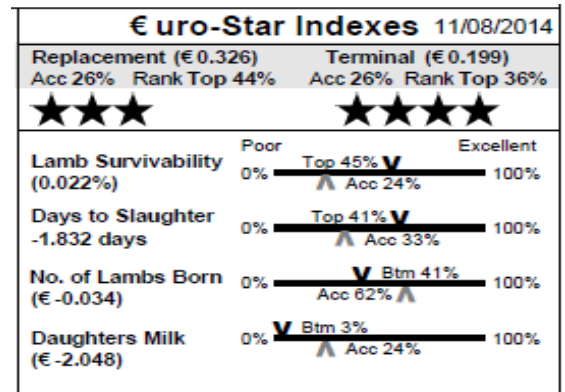 €uro-Star Indexes 11/08/2014
Replacement (€0.326) Terminal (€0.199)
Acc 26% Rank Top 44% Acc 26% Rank Top 36%
Poor Excellent
Lamb Survivability
(0.022%)
0% Top 45% 100%
Acc 24%
Days to Slaughter
-1.832 days
0% Top 41% 100%
Acc 33%
No. of Lambs Born
(€-0.034)
0% Btm 41% 100%
Acc 62%
Daughters Milk
(€-2.048)
0% Btm 3% 100%
Acc 24%